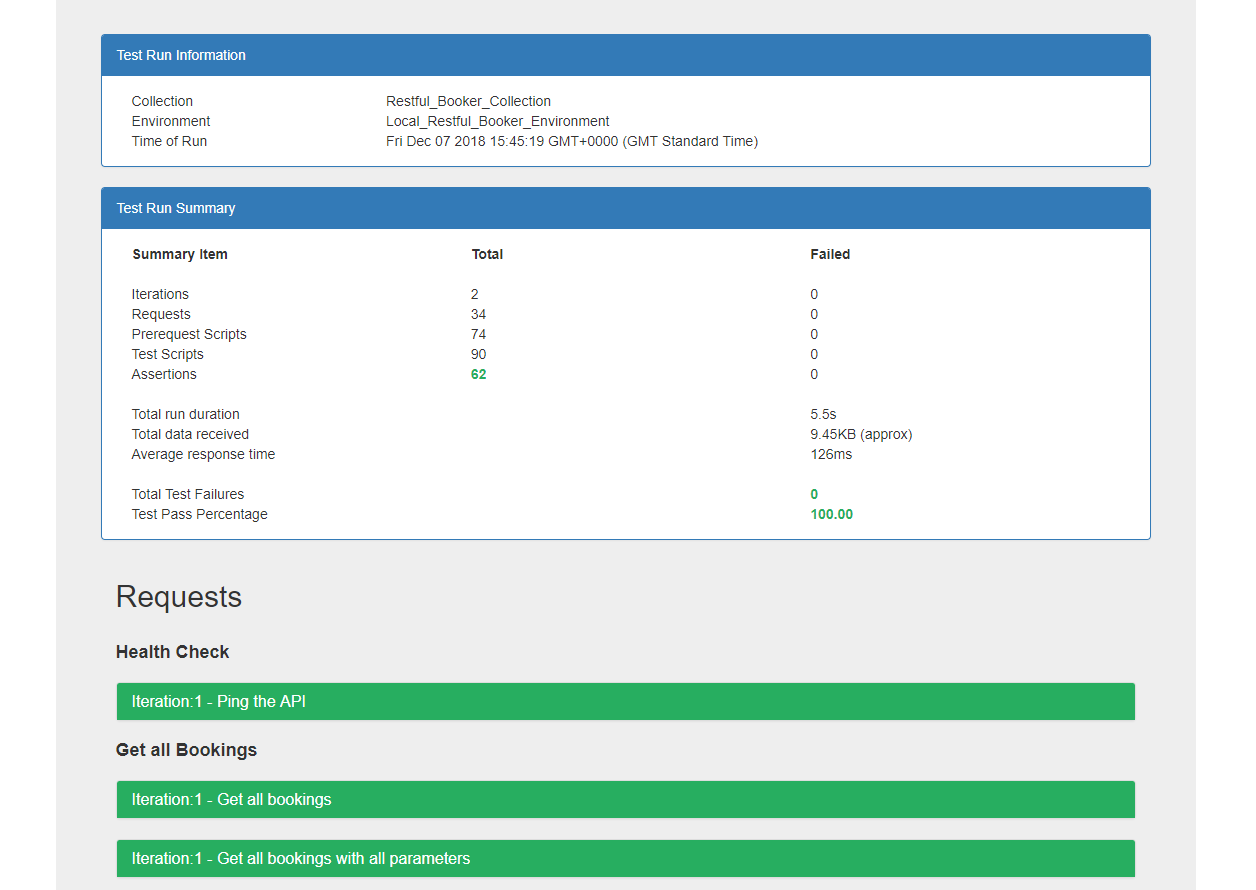 Test Run Information
Collection Restful_Booker_Collection
Environment Local_Restful_Booker_Environment
Time of Run Fri Dec 07 2018 15:45:19 GMT+0000 (GMT Standard Time)
Test Run Summary
Summary Item Total Failed
Iterations 2 0
Requests 34 0
Prerequest Scripts 74 0
Test Scripts 90 0
Assertions 62 0
Total run duration 5.5s
Total data received 9.45KB (approx)
Average response time 126ms
Total Test Failures 0
Test Pass Percentage 100.00
Requests
Health Check
Iteration:1 - Ping the API
Get all Bookings
Iteration:1 - Get all bookings
Iteration:1 - Get all bookings with all parameters